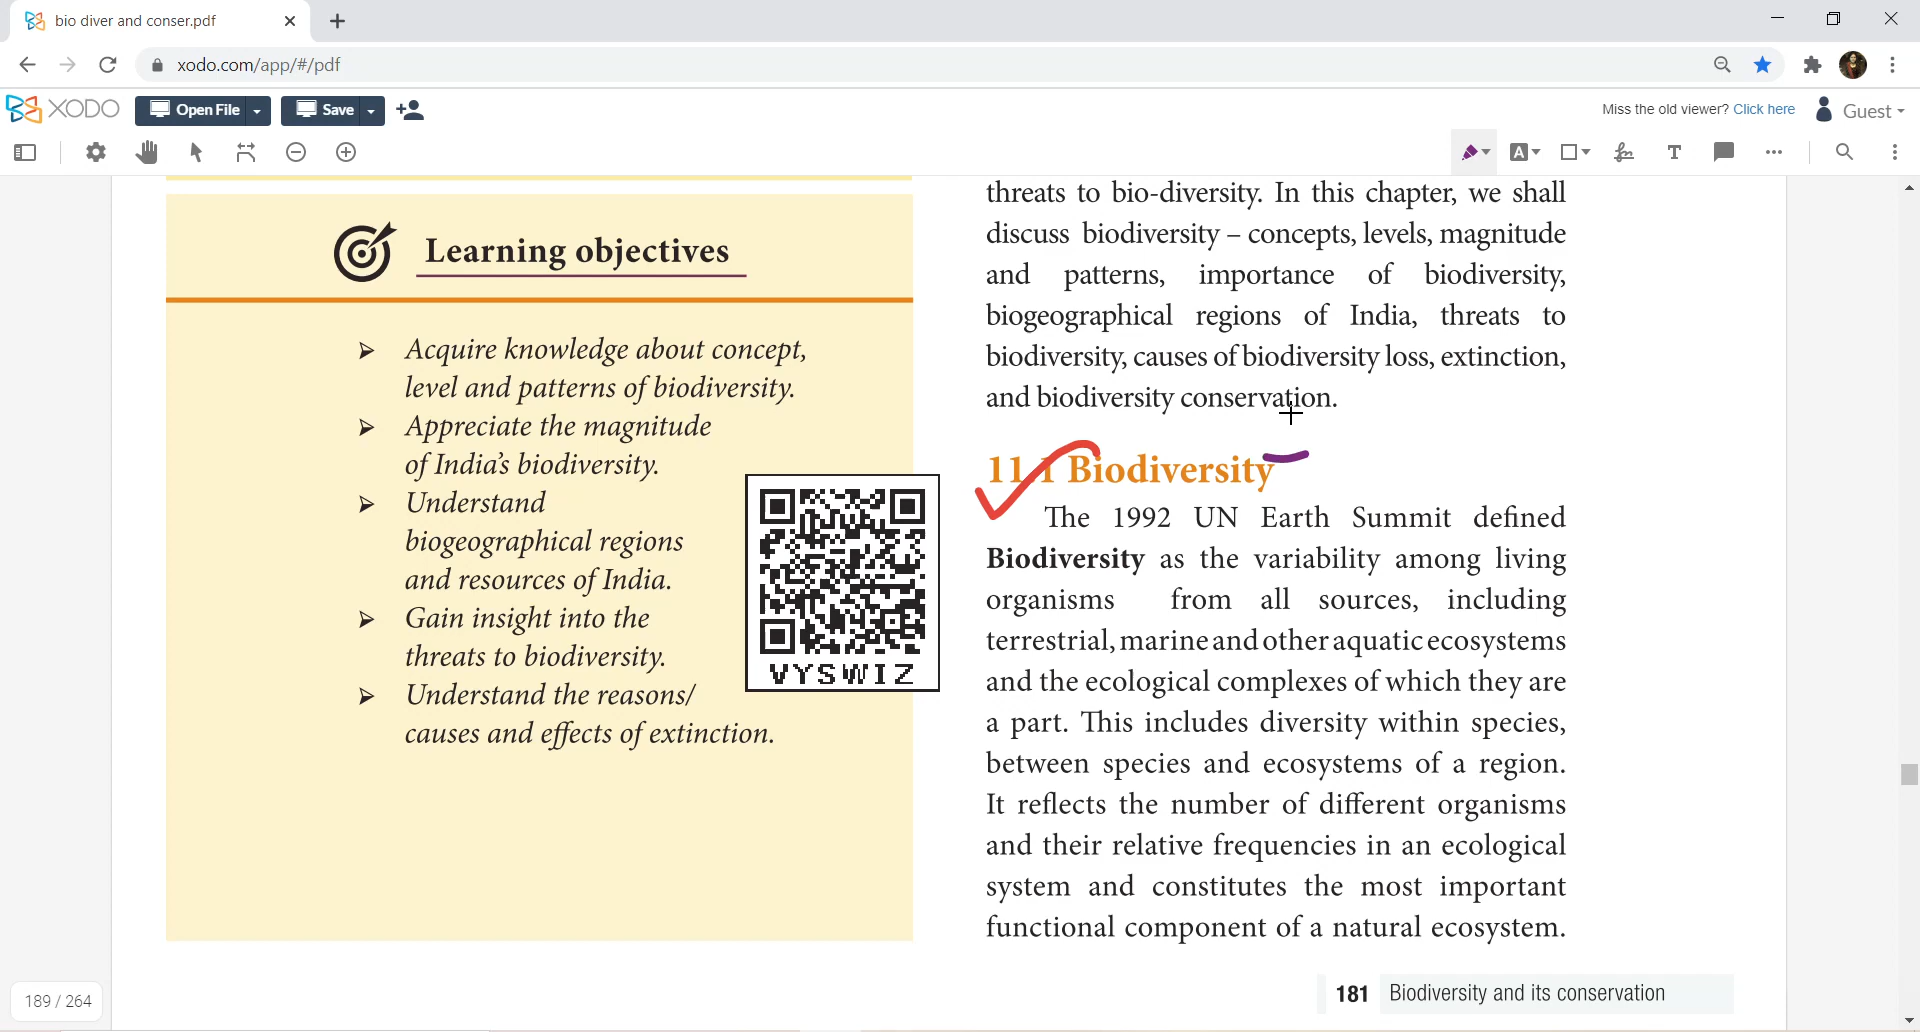 bio diver and conser.pdf
xodo.com/app/#/pdf
XODO
Open File
Save
Miss the old viewer? Click here
Guest
A
T
Learning objectives
Acquire knowledge about concept,
level and patterns of biodiversity.
Appreciate the magnitude
of India's biodiversity.
Understand
biogeographical regions
and resources of India.
Gain insight into the
threats to biodiversity.
Understand the reasons/
causes and effects of extinction.
VYSWIZ
threats to bio-diversity. In this chapter, we shall
discuss biodiversity – concepts, levels, magnitude
and patterns, importance of biodiversity,
biogeographical regions of India, threats to
biodiversity, causes of biodiversity loss, extinction,
and biodiversity conservation.
11.1 Biodiversity
The 1992 UN Earth Summit defined
Biodiversity as the variability among living
organisms from all sources, including
terrestrial, marine and other aquatic ecosystems
and the ecological complexes of which they are
a part. This includes diversity within species,
between species and ecosystems of a region.
It reflects the number of different organisms
and their relative frequencies in an ecological
system and constitutes the most important
functional component of a natural ecosystem.
189 / 264
181 Biodiversity and its conservation